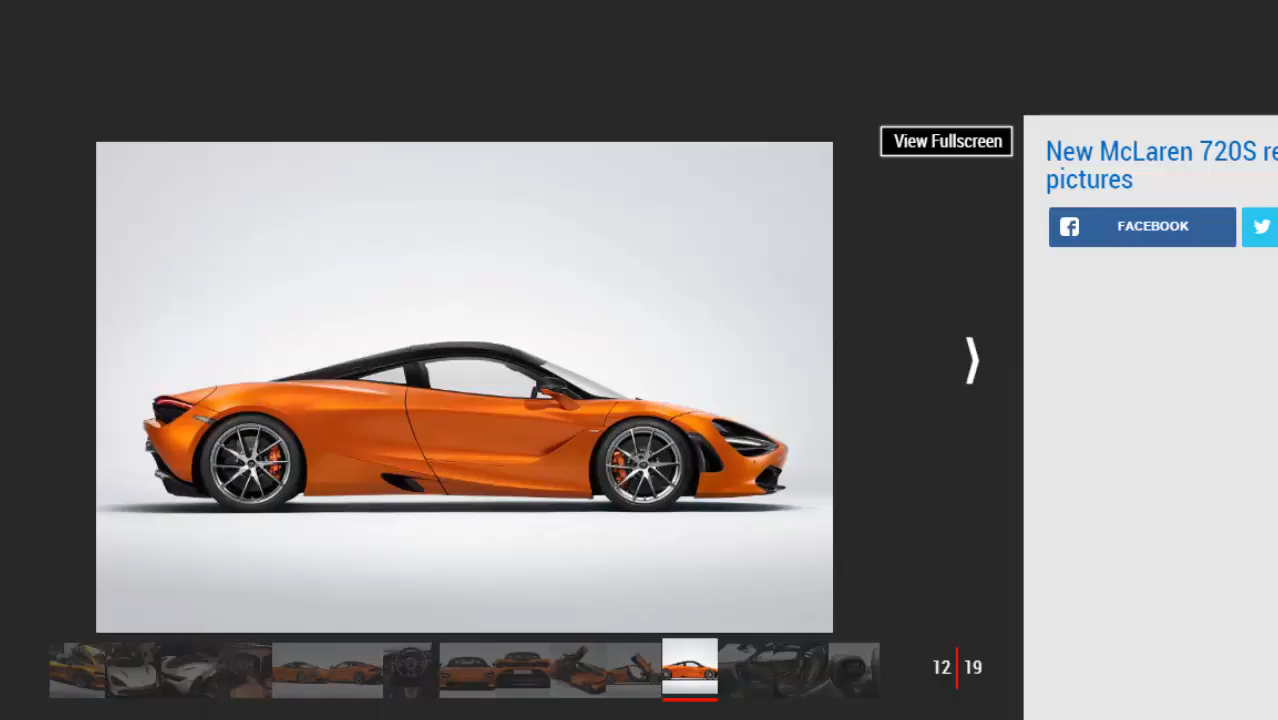 View Fullscreen
New McLaren 720S re
pictures
FACEBOOK
12 19